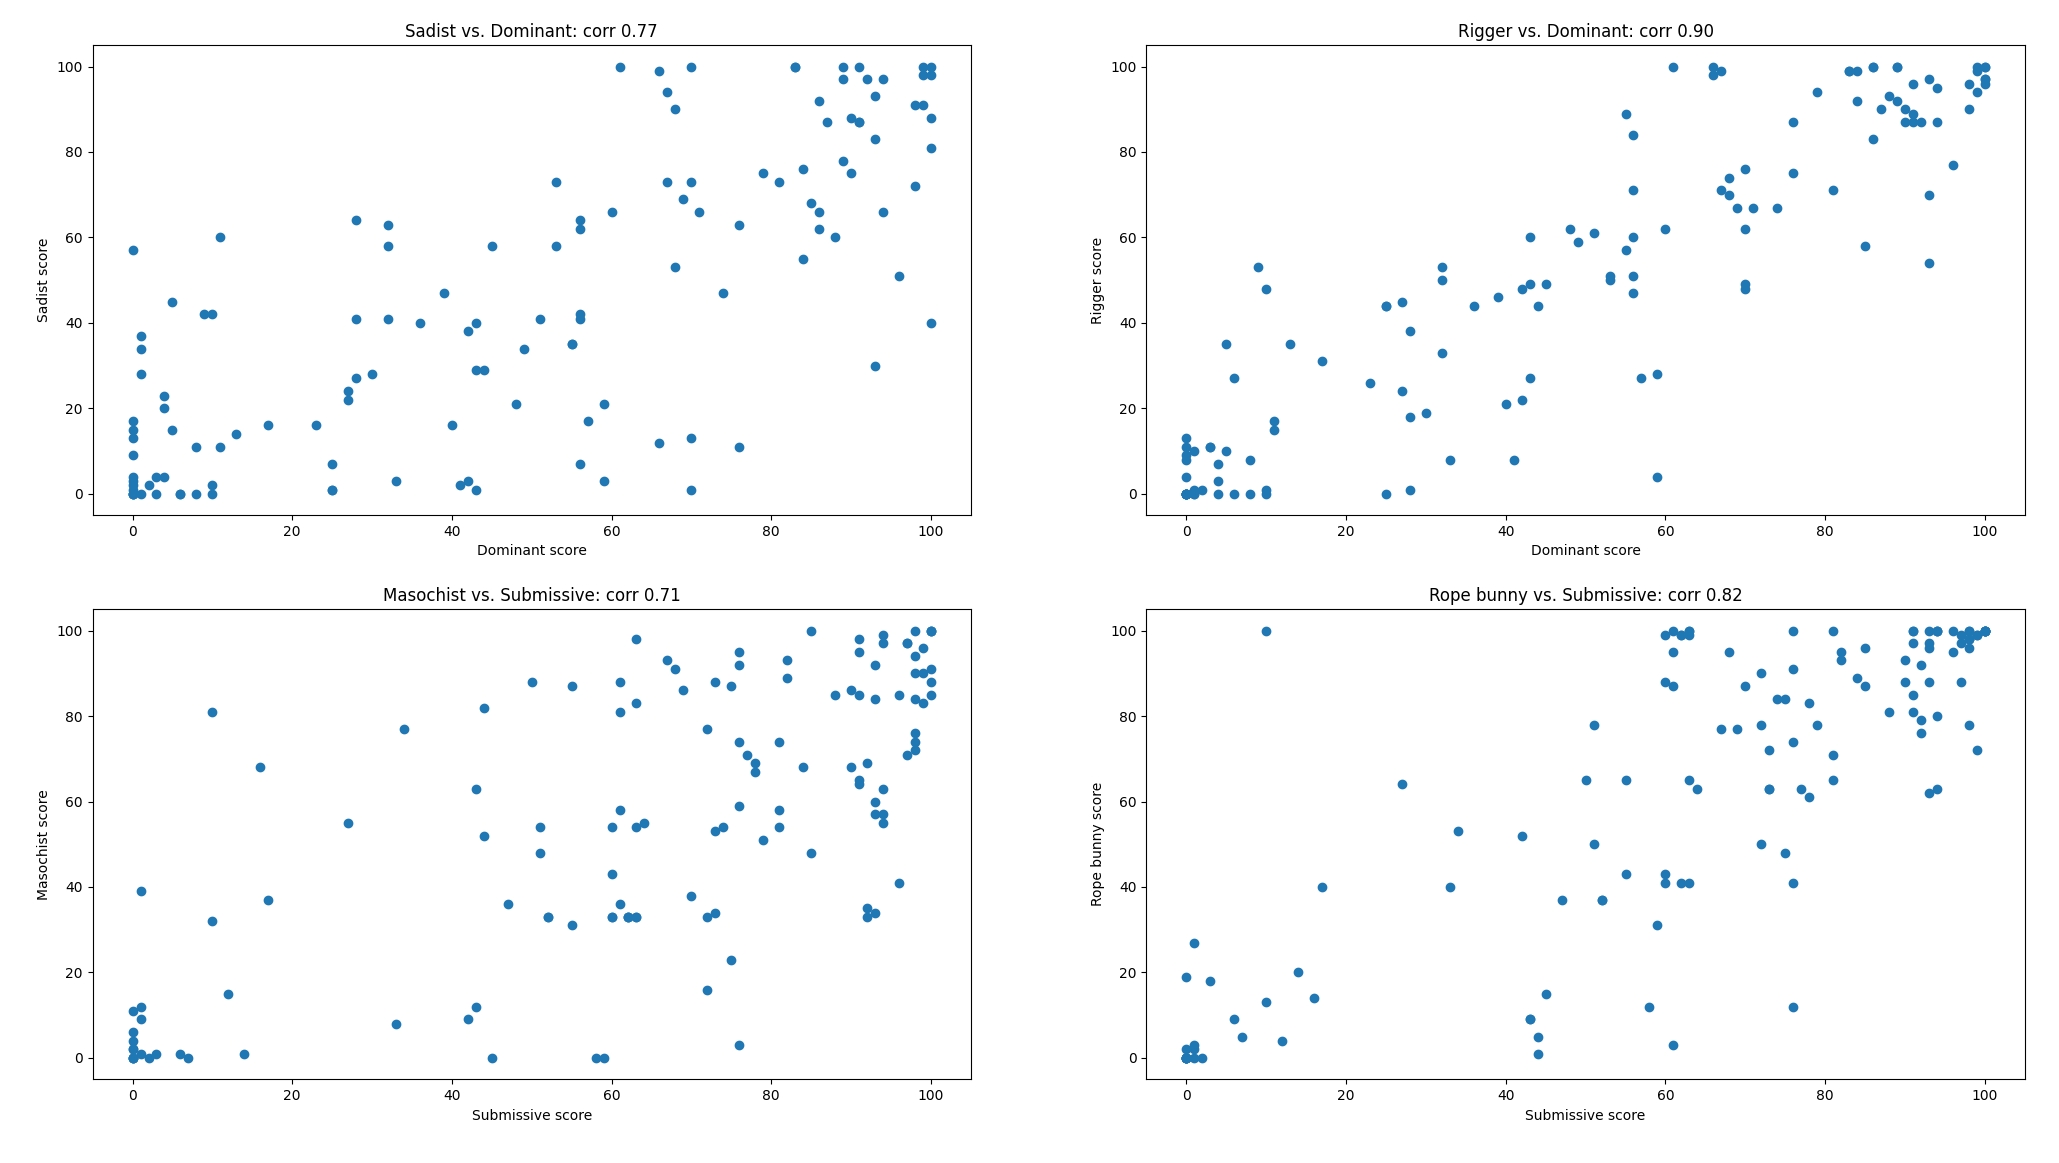 Sadist vs. Dominant: corr 0.77
100
80
60
40
20
0
Sadist score
0 20 40 60 80 100
Dominant score
Rigger vs. Dominant: corr 0.90
100
80
60
40
20
0
Rigger score
0 20 40 60 80 100
Dominant score
Masochist vs. Submissive: corr 0.71
100
80
60
40
20
0
Masochist score
0 20 40 60 80 100
Submissive score
Rope bunny vs. Submissive: corr 0.82
100
80
60
40
20
0
Rope bunny score
0 20 40 60 80 100
Submissive score